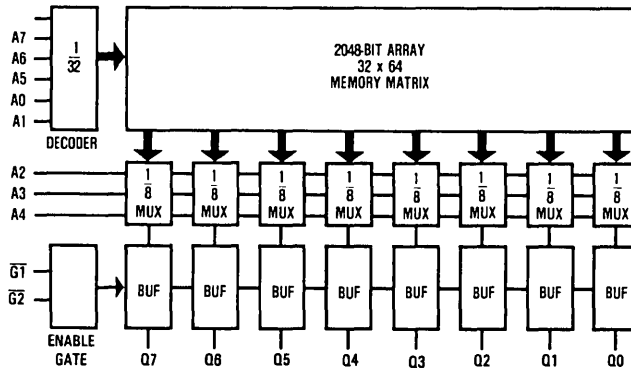 A7
A6
A5
A0
A1
1
32
DECODER
2048-BIT ARRAY
32 x 64
MEMORY MATRIX
A2
A3
A4
1
8
MUX
1
8
MUX
1
8
MUX
1
8
MUX
1
8
MUX
1
8
MUX
1
8
MUX
1
8
MUX
G1
G2
ENABLE
GATE
BUF
BUF
BUF
BUF
BUF
BUF
BUF
BUF
Q7
Q6
Q5
Q4
Q3
Q2
Q1
Q0